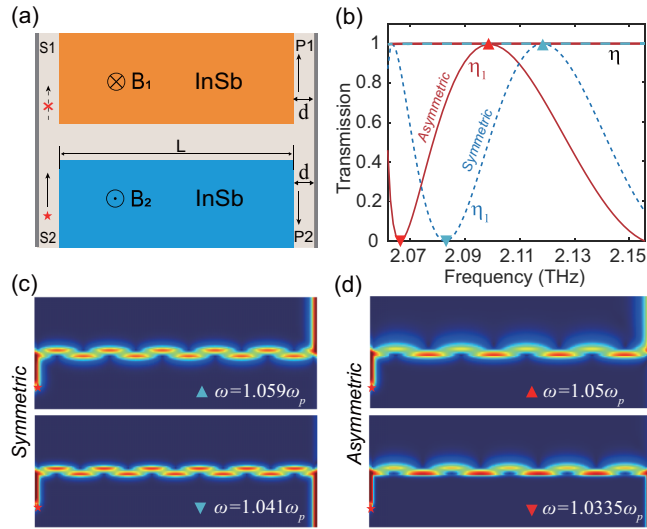 (a)
S1
P1
⊗ B₁ InSb
d
L
d
⊙ B₂ InSb
S2
P2
(b)
Transmission
1
0.8
0.6
0.4
0.2
0
η
η₁
Asymmetric
Symmetric
η₁
2.07 2.09 2.11 2.13 2.15
Frequency (THz)
(c)
Symmetric
▲ ω=1.059ωₚ
▼ ω=1.041ωₚ
(d)
Asymmetric
▲ ω=1.05ωₚ
▼ ω=1.0335ωₚ